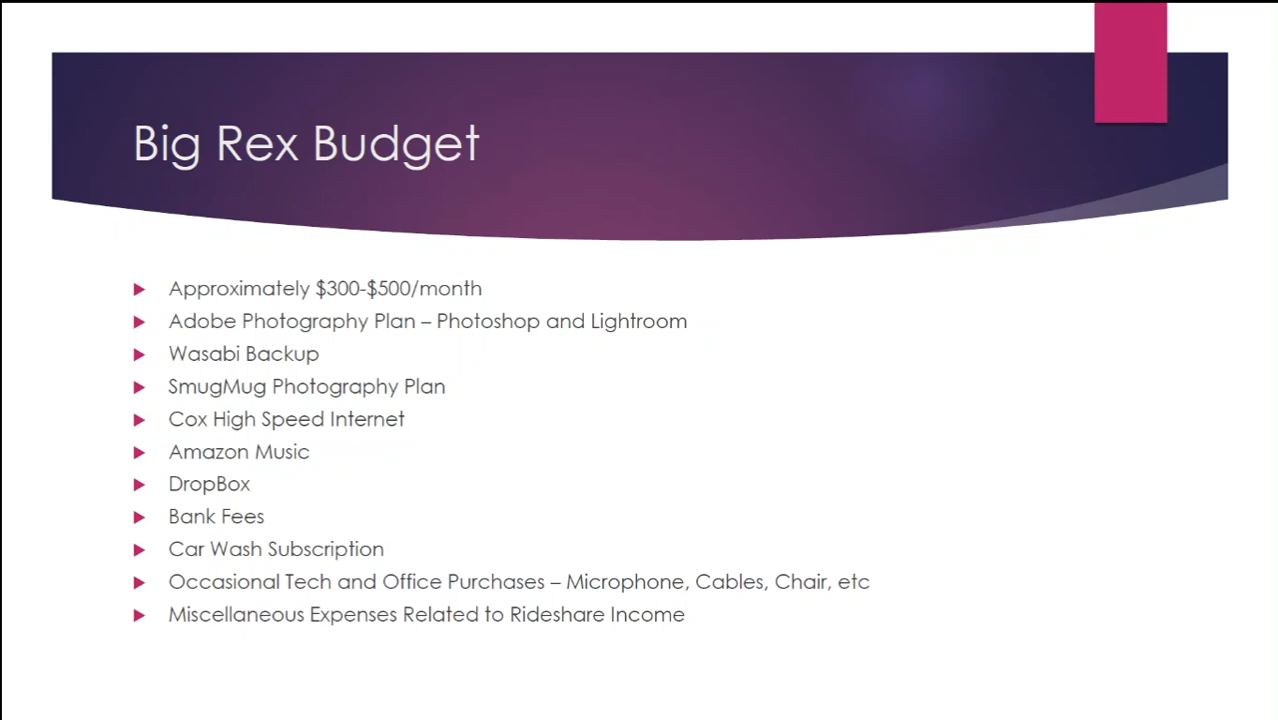 Big Rex Budget
Approximately $300-$500/month
Adobe Photography Plan – Photoshop and Lightroom
Wasabi Backup
SmugMug Photography Plan
Cox High Speed Internet
Amazon Music
DropBox
Bank Fees
Car Wash Subscription
Occasional Tech and Office Purchases – Microphone, Cables, Chair, etc
Miscellaneous Expenses Related to Rideshare Income